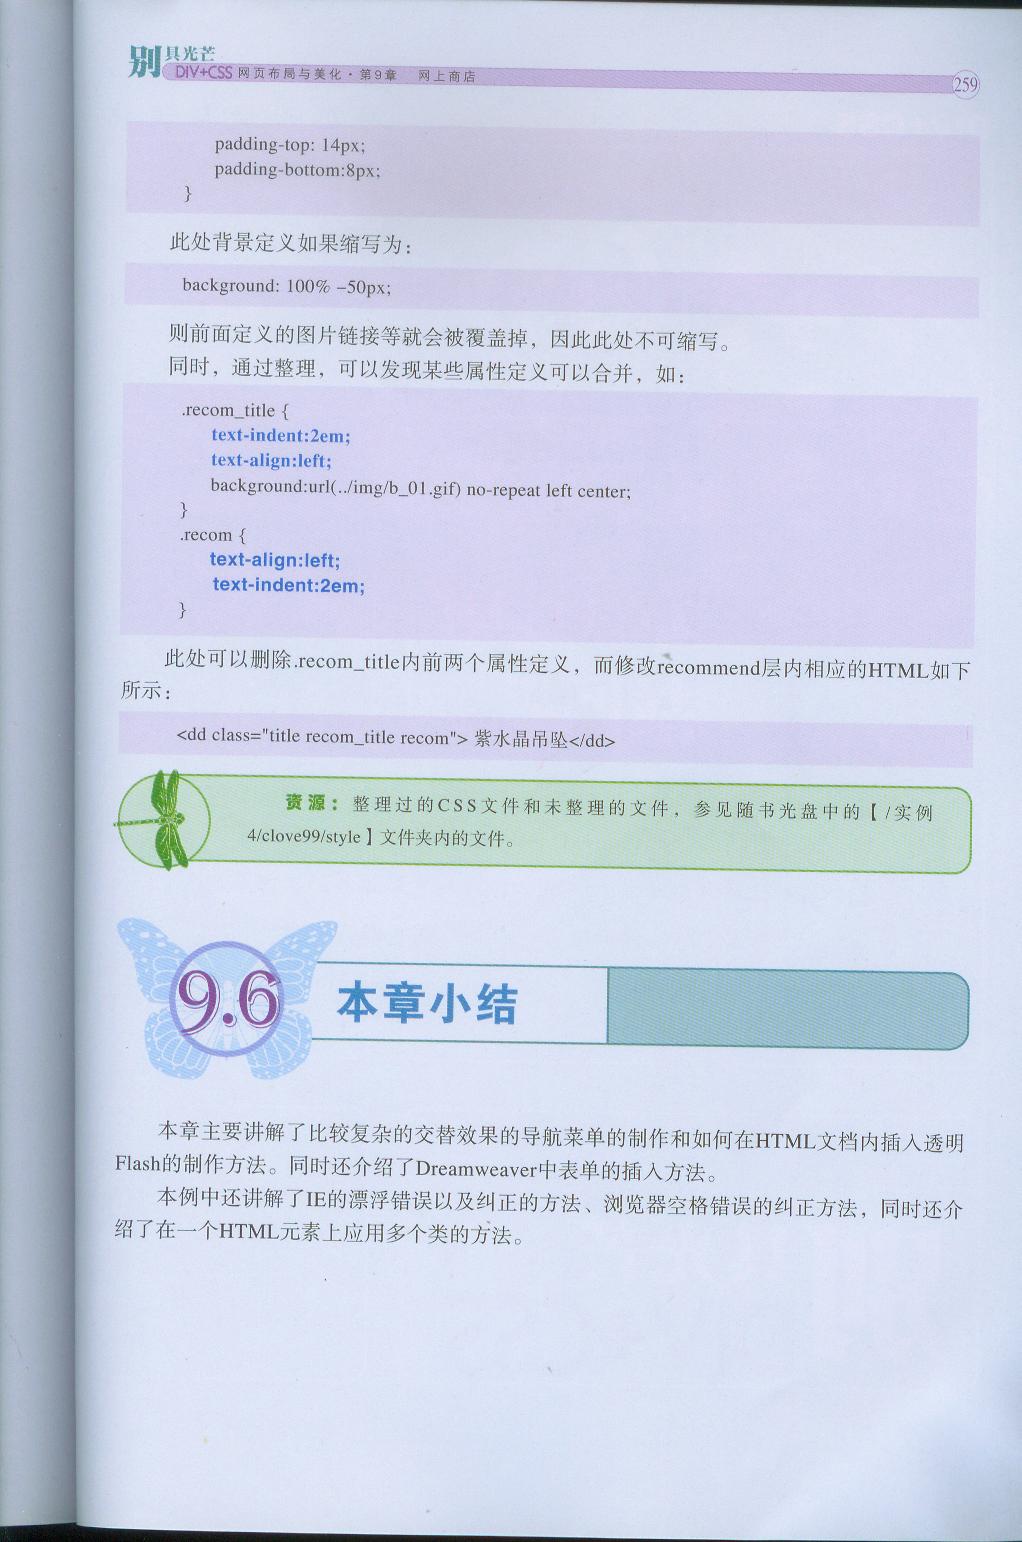 别具光芒
DIV+CSS 网页布局与美化·第9章 网上商店
259
padding-top: 14px;
padding-bottom:8px;
}
此处背景定义如果缩写为：
background: 100% –50px;
则前面定义的图片链接等就会被覆盖掉，因此此处不可缩写。
同时，通过整理，可以发现某些属性定义可以合并，如：
.recom_title {
text-indent:2em;
text-align:left;
background:url(../img/b_01.gif) no-repeat left center;
}
.recom {
text-align:left;
text-indent:2em;
}
此处可以删除.recom_title内前两个属性定义，而修改recommend层内相应的HTML如下
所示：
<dd class="title recom_title recom"> 紫水晶吊坠</dd>
资源：整理过的CSS文件和未整理的文件，参见随书光盘中的【/实例
4/clove99/style】文件夹内的文件。
9.6 本章小结
本章主要讲解了比较复杂的交替效果的导航菜单的制作和如何在HTML文档内插入透明
Flash的制作方法。同时还介绍了Dreamweaver中表单的插入方法。
本例中还讲解了IE的漂浮错误以及纠正的方法、浏览器空格错误的纠正方法，同时还介
绍了在一个HTML元素上应用多个类的方法。